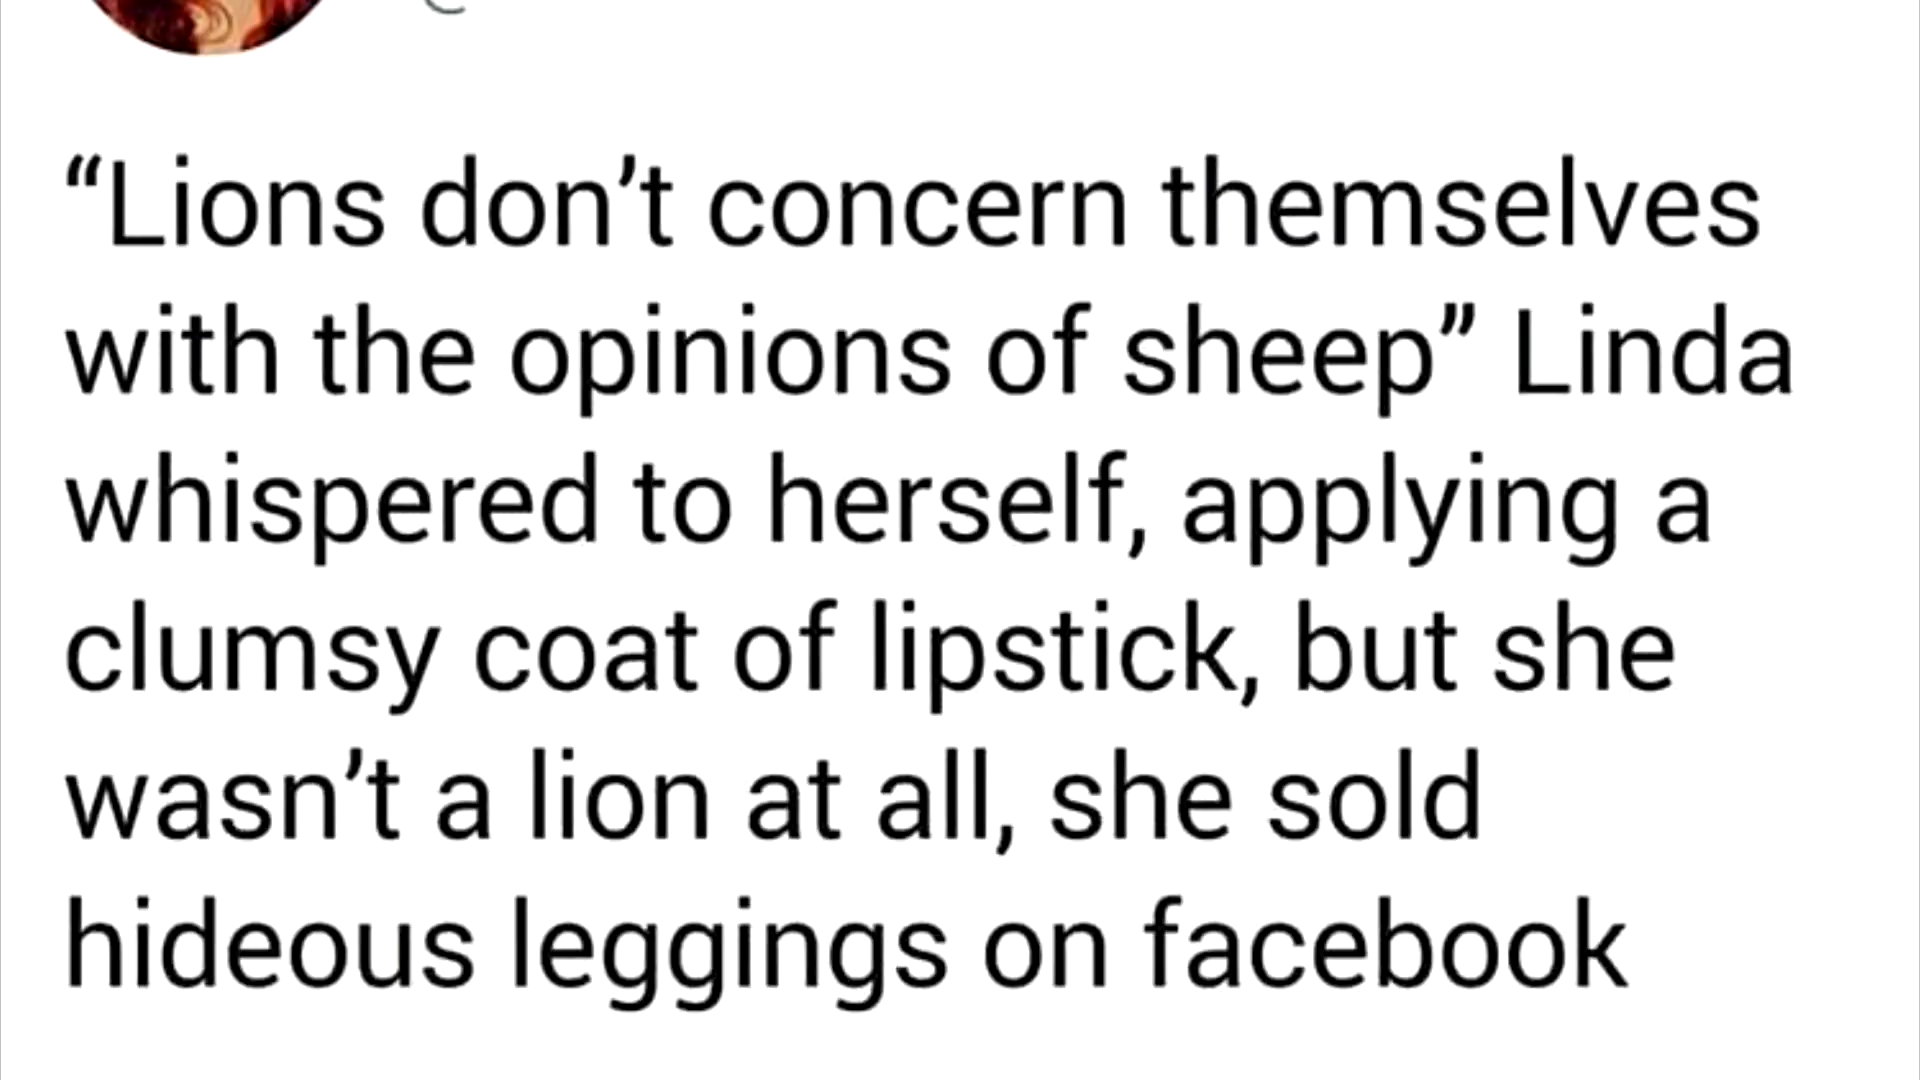 “Lions don’t concern themselves
with the opinions of sheep” Linda
whispered to herself, applying a
clumsy coat of lipstick, but she
wasn’t a lion at all, she sold
hideous leggings on facebook